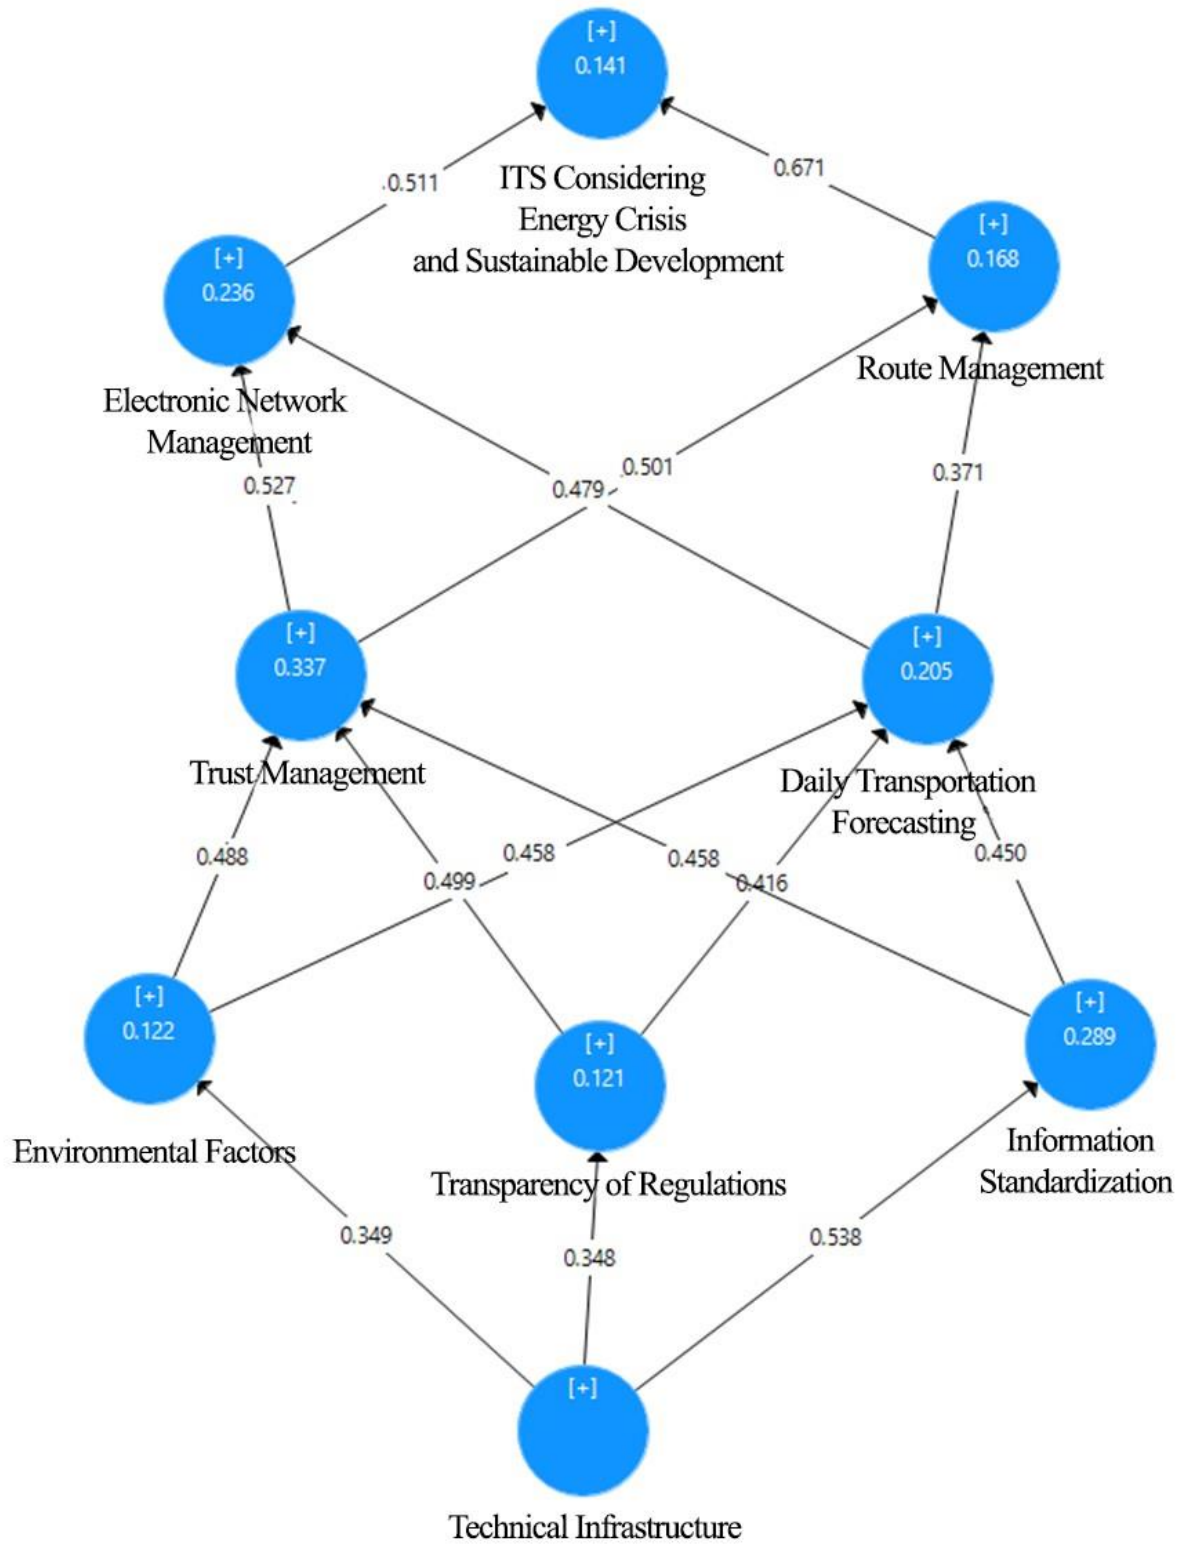 [+]
0.141
ITS Considering
Energy Crisis
and Sustainable Development
0.511
0.671
[+]
0.236
Electronic Network
Management
[+]
0.168
Route Management
0.527
0.479
0.501
0.371
[+]
0.337
Trust Management
[+]
0.205
Daily Transportation
Forecasting
0.488
0.499
0.458
0.458
0.416
0.450
[+]
0.122
Environmental Factors
[+]
0.121
Transparency of Regulations
[+]
0.289
Information
Standardization
0.349
0.348
0.538
[+]
Technical Infrastructure